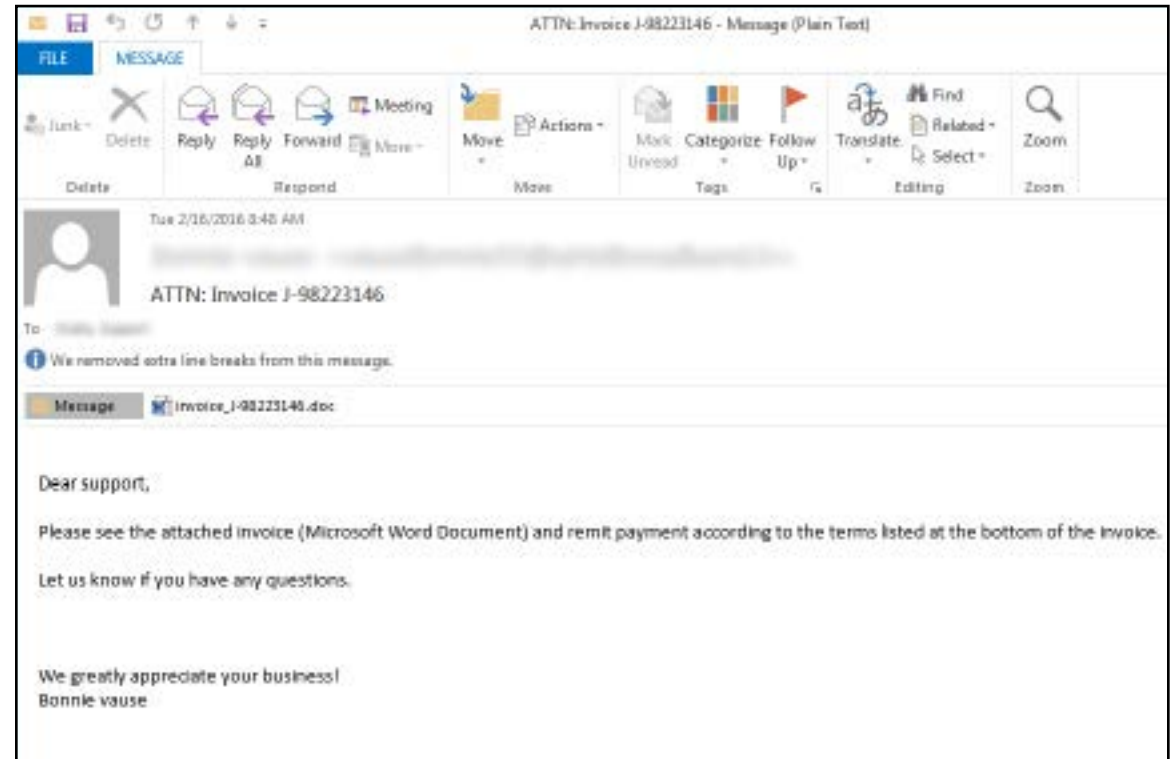 ATTN: Invoice J-98223146 - Message (Plain Text)
FILE MESSAGE
Junk
Delete
Reply
Reply All
Forward
Meeting
More
Move
Actions
Mark Unread
Categorize
Follow Up
Translate
Find
Related
Select
Zoom
Delete Respond Move Tags Editing Zoom
Tue 2/16/2016 8:48 AM
ATTN: Invoice J-98223146
To
We removed extra line breaks from this message.
Message invoice_J-98223146.doc
Dear support,
Please see the attached invoice (Microsoft Word Document) and remit payment according to the terms listed at the bottom of the invoice.
Let us know if you have any questions.
We greatly appreciate your business!
Bonnie vause